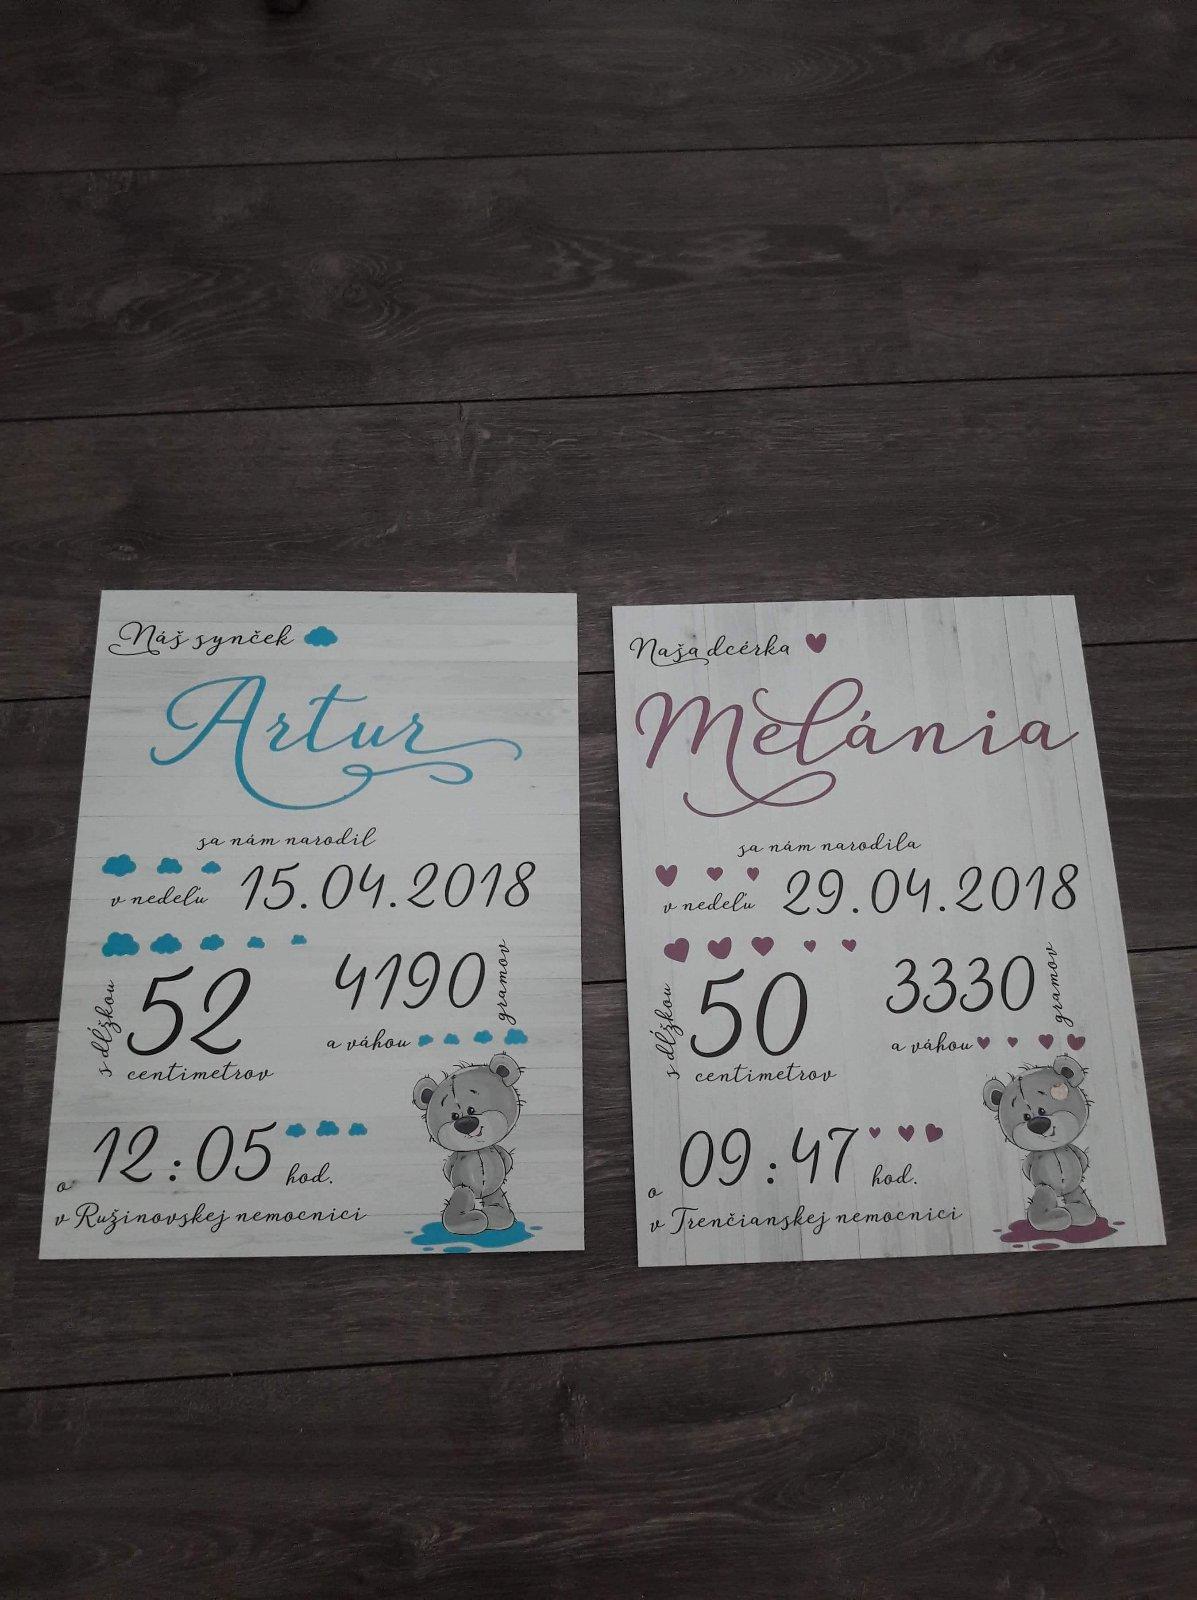 Náš synček
Artur
sa nám narodil
v nedeľu 15.04.2018
s dĺžkou 52 centimetrov
4190 gramov
a váhou
o 12:05 hod.
v Ružinovskej nemocnici
Naša dcérka
Melánia
sa nám narodila
v nedeľu 29.04.2018
s dĺžkou 50 centimetrov
3330 gramov
a váhou
o 09:47 hod.
v Trenčianskej nemocnici